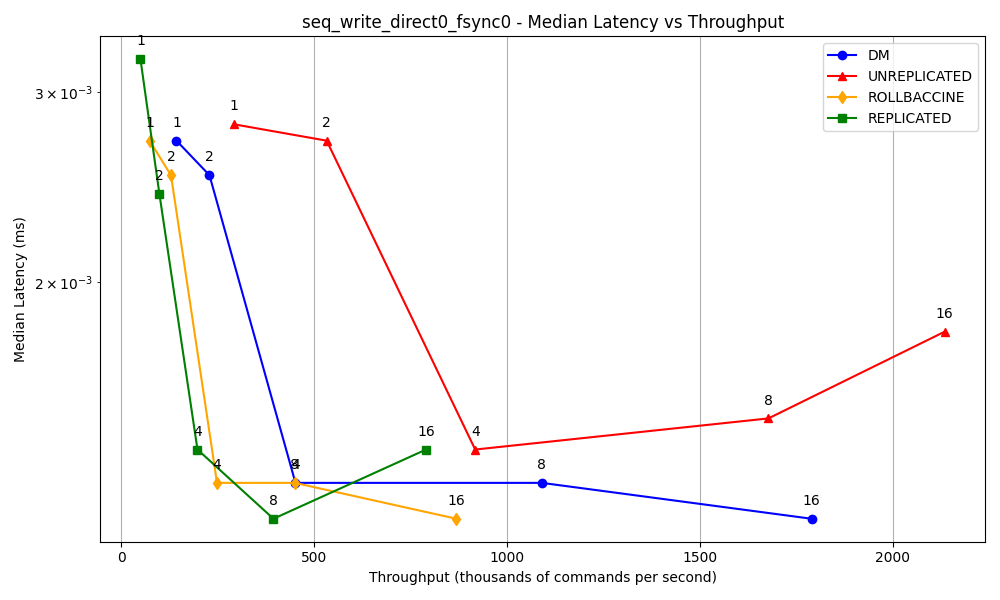 seq_write_direct0_fsync0 - Median Latency vs Throughput
DM
UNREPLICATED
ROLLBACCINE
REPLICATED
Median Latency (ms)
3 × 10⁻³
2 × 10⁻³
1
1
1
1
2
2
2
2
16
4
4
16
8
4
4
8
8
16
8
16
0
500
1000
1500
2000
Throughput (thousands of commands per second)